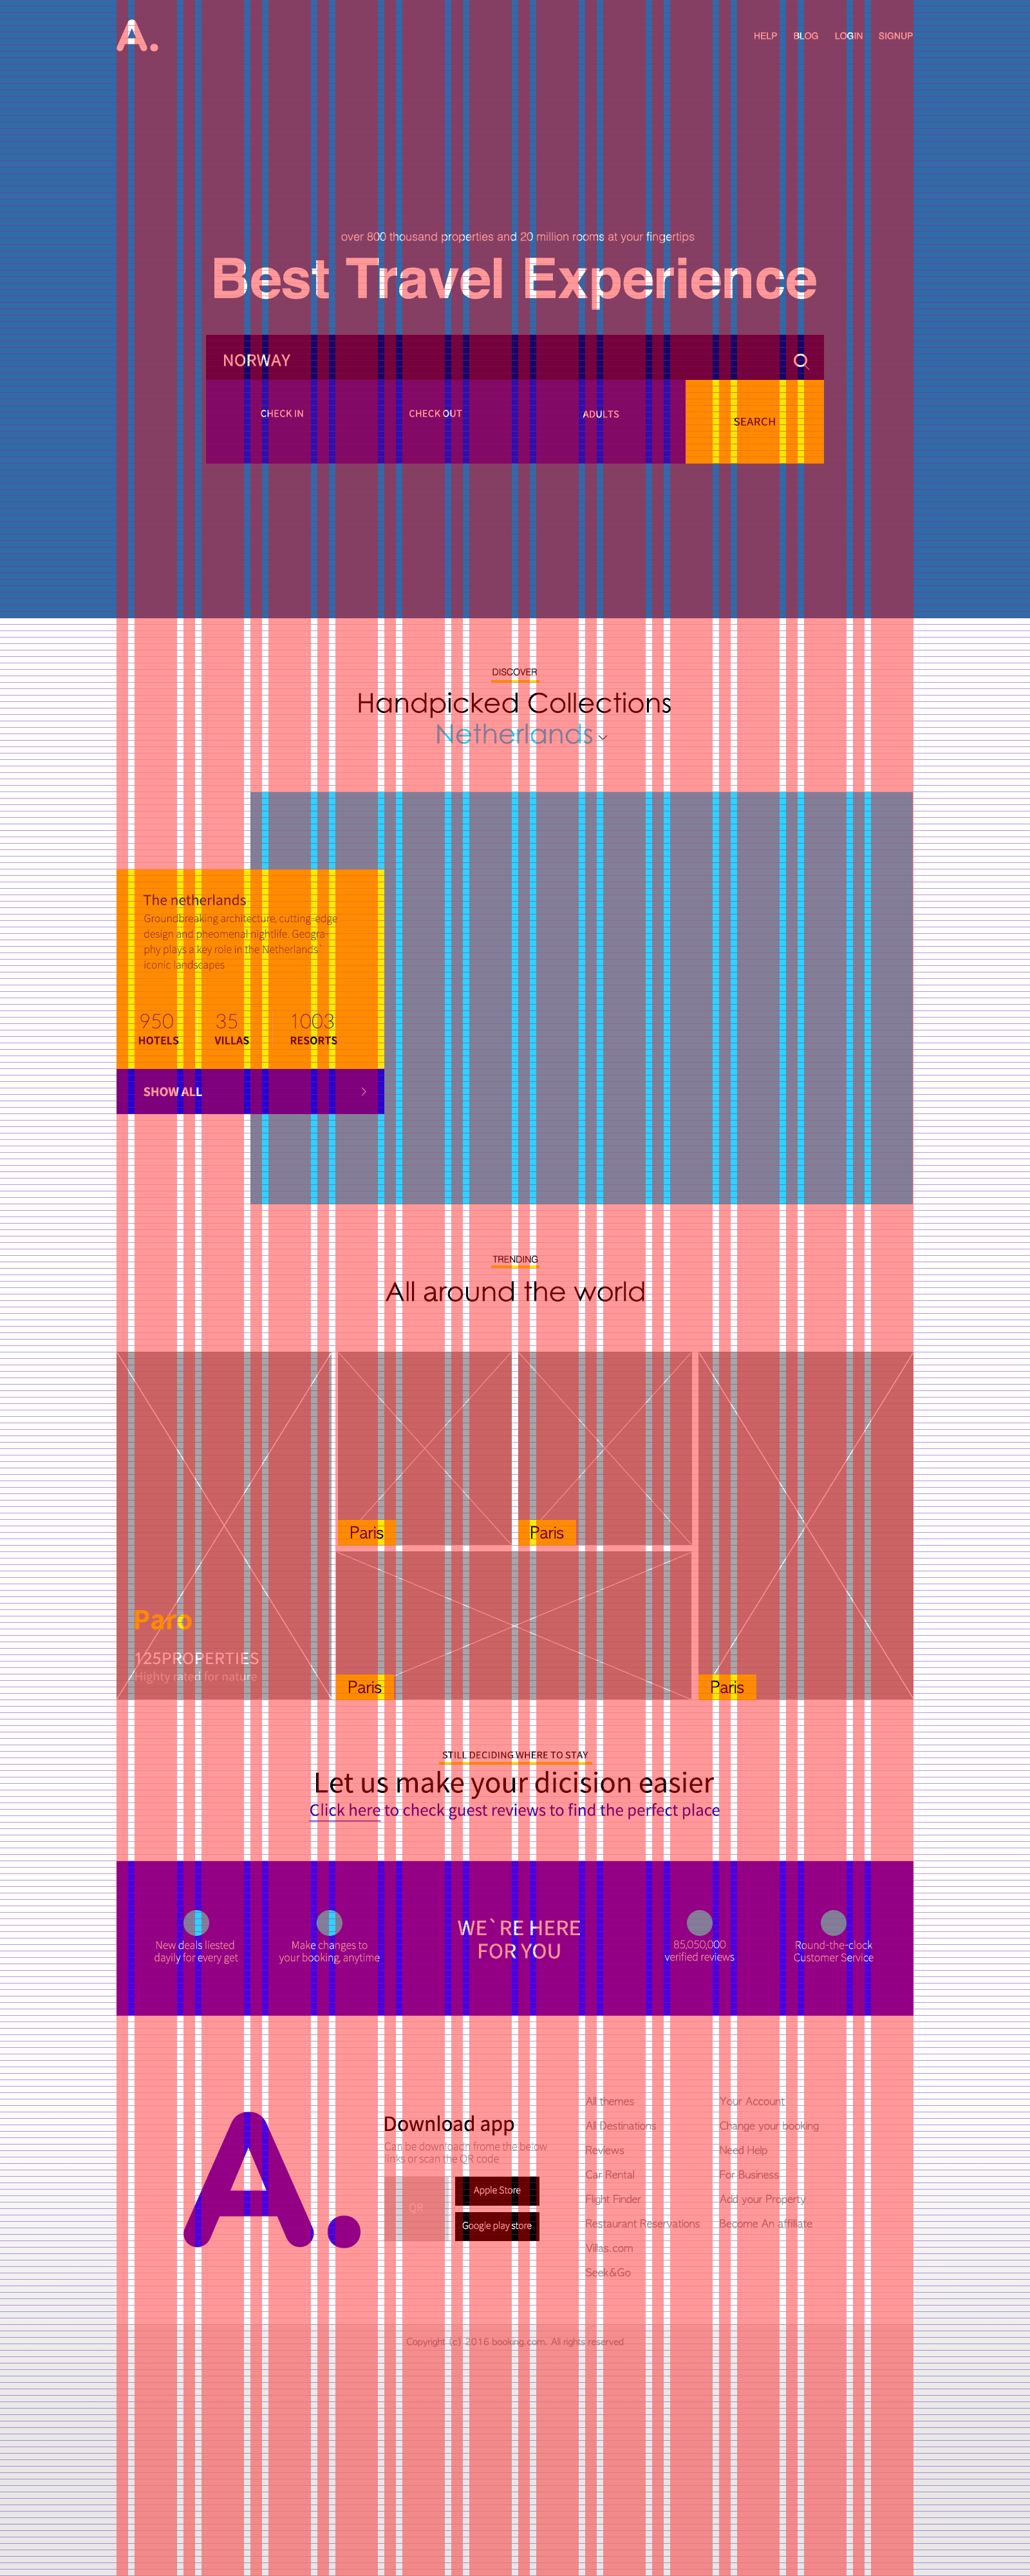 A.
HELP BLOG LOGIN SIGNUP
over 800 thousand properties and 20 million rooms at your fingertips
Best Travel Experience
NORWAY
CHECK IN CHECK OUT ADULTS SEARCH
DISCOVER
Handpicked Collections
Netherlands
The netherlands
Groundbreaking architecture, cutting-edge
design and pheomenal nightlife. Geogra-
phy plays a key role in the Netherlands`
iconic landscapes
950 35 1003
HOTELS VILLAS RESORTS
SHOW ALL
TRENDING
All around the world
Paris Paris
Paro
125PROPERTIES
Highty rated for nature
Paris Paris
STILL DECIDING WHERE TO STAY
Let us make your dicision easier
Click here to check guest reviews to find the perfect place
New deals liested
dayily for every get
Make changes to
your booking, anytime
WE`RE HERE
FOR YOU
85,050,000
verified reviews
Round-the-clock
Customer Service
A.
Download app
Can be downloadn frome the below
links or scan the QR code
QR
Apple Store
Google play store
All themes
All Destinations
Reviews
Car Rental
Flight Finder
Restaurant Reservations
Villas.com
Seek&Go
Your Account
Change your booking
Need Help
For Business
Add your Property
Become An affilliate
Copyright (c) 2016 booking.com. All rights reserved